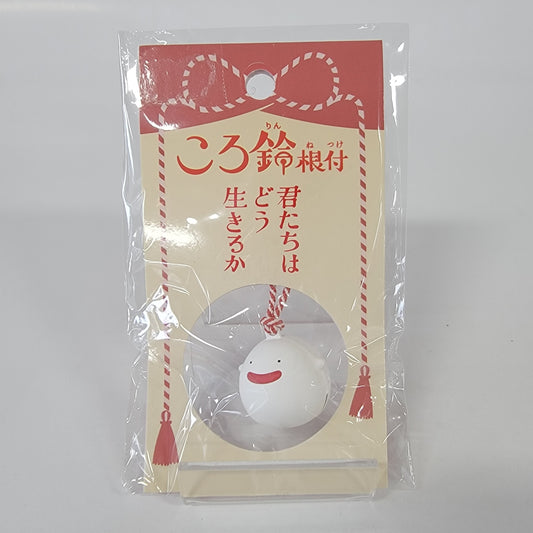 りん
ね つけ
ころ鈴根付
君たちは
どう
生きるか